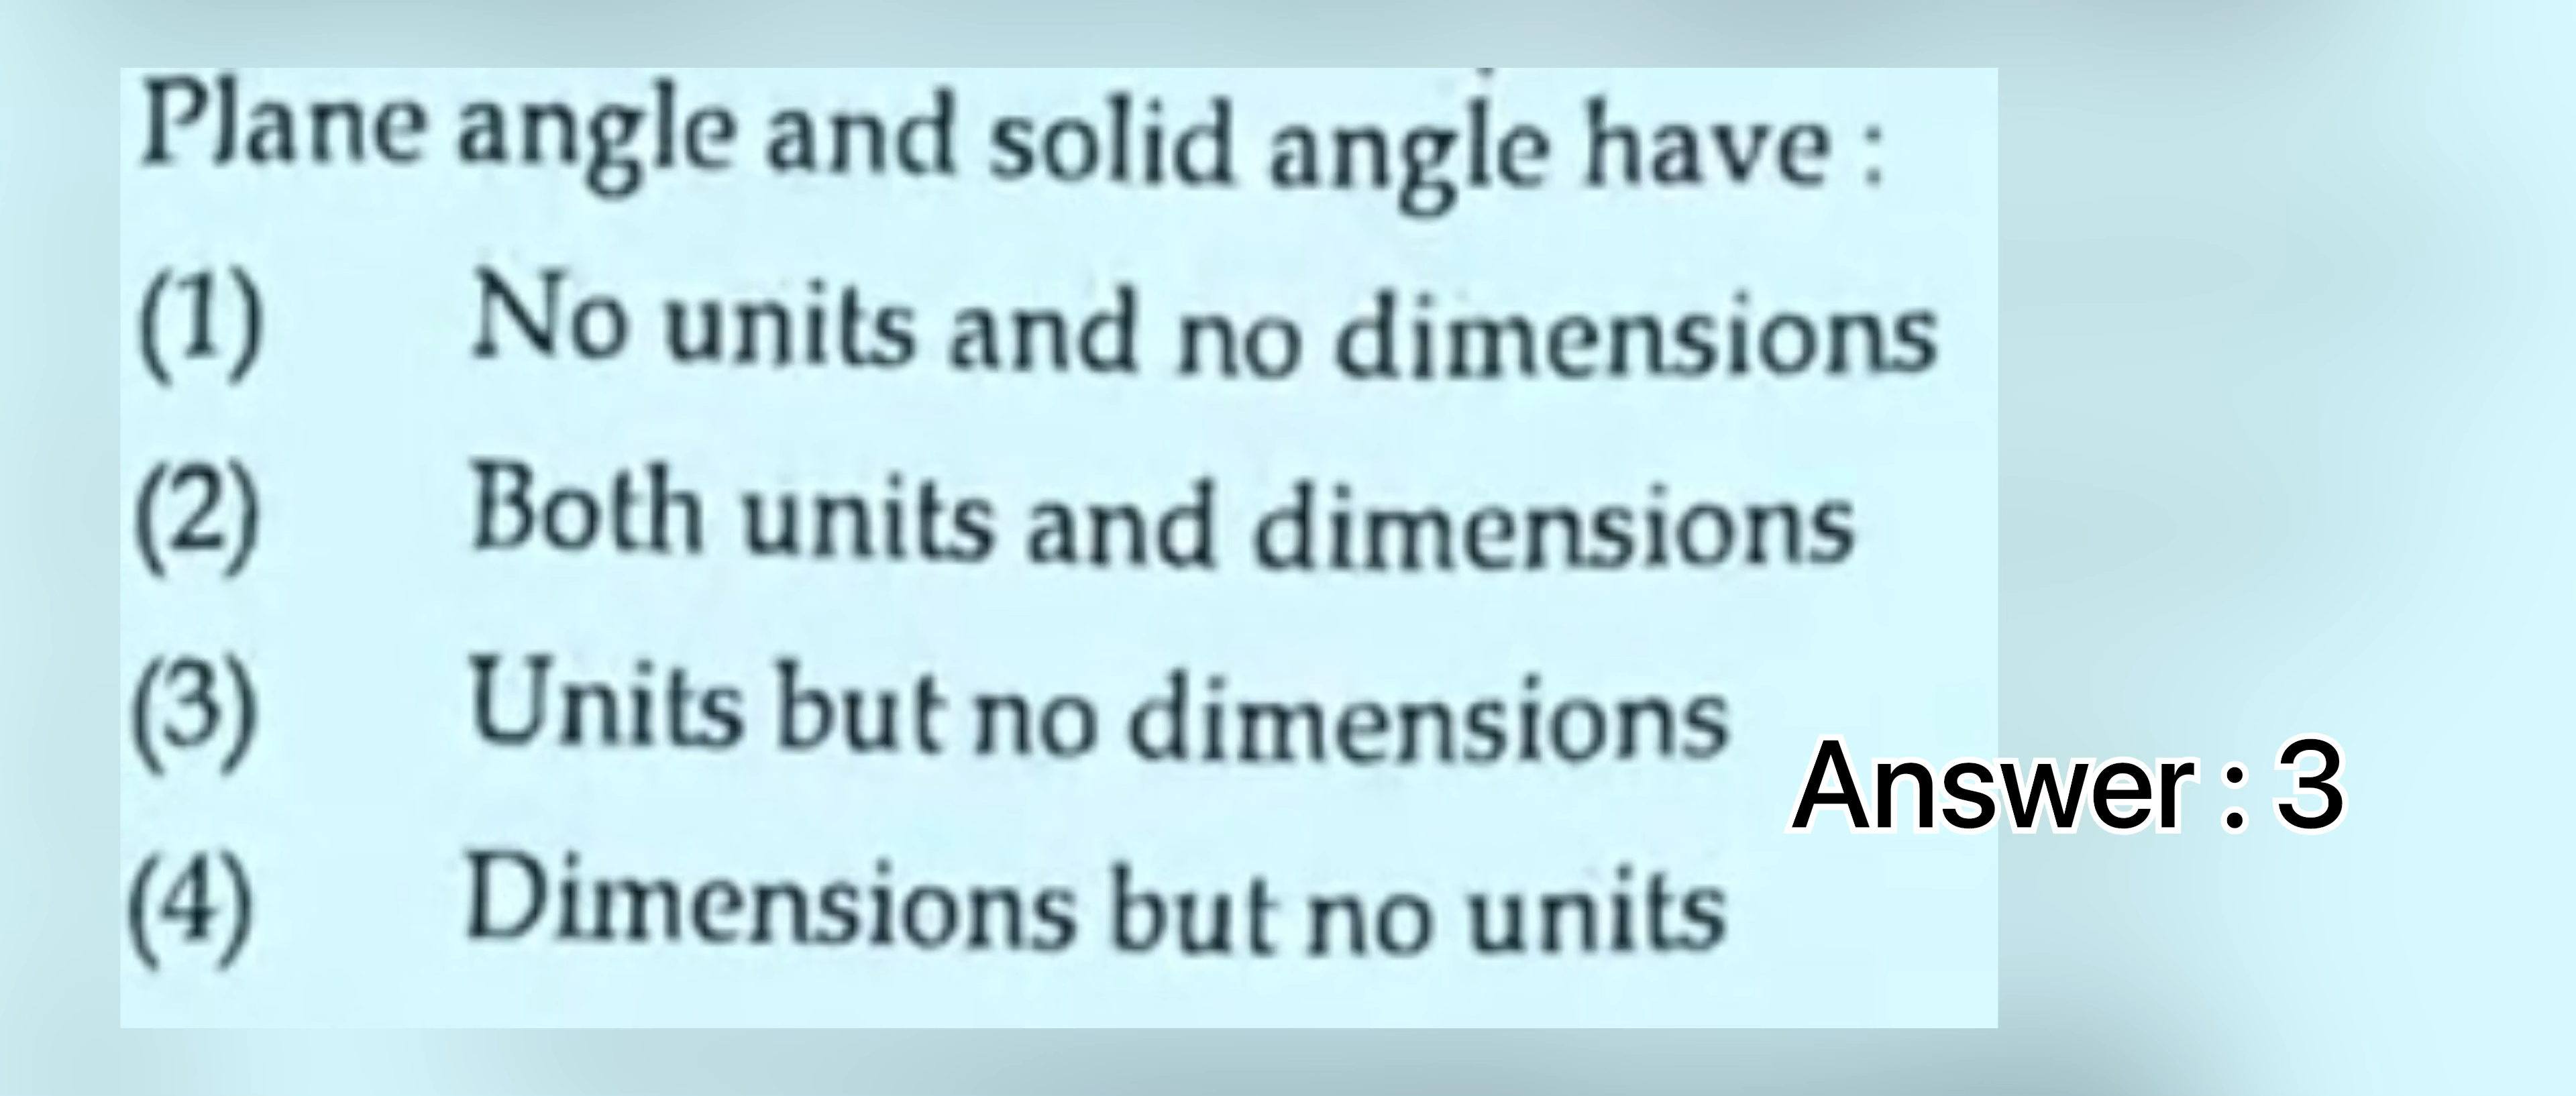 Plane angle and solid angle have :
(1) No units and no dimensions
(2) Both units and dimensions
(3) Units but no dimensions
Answer : 3
(4) Dimensions but no units